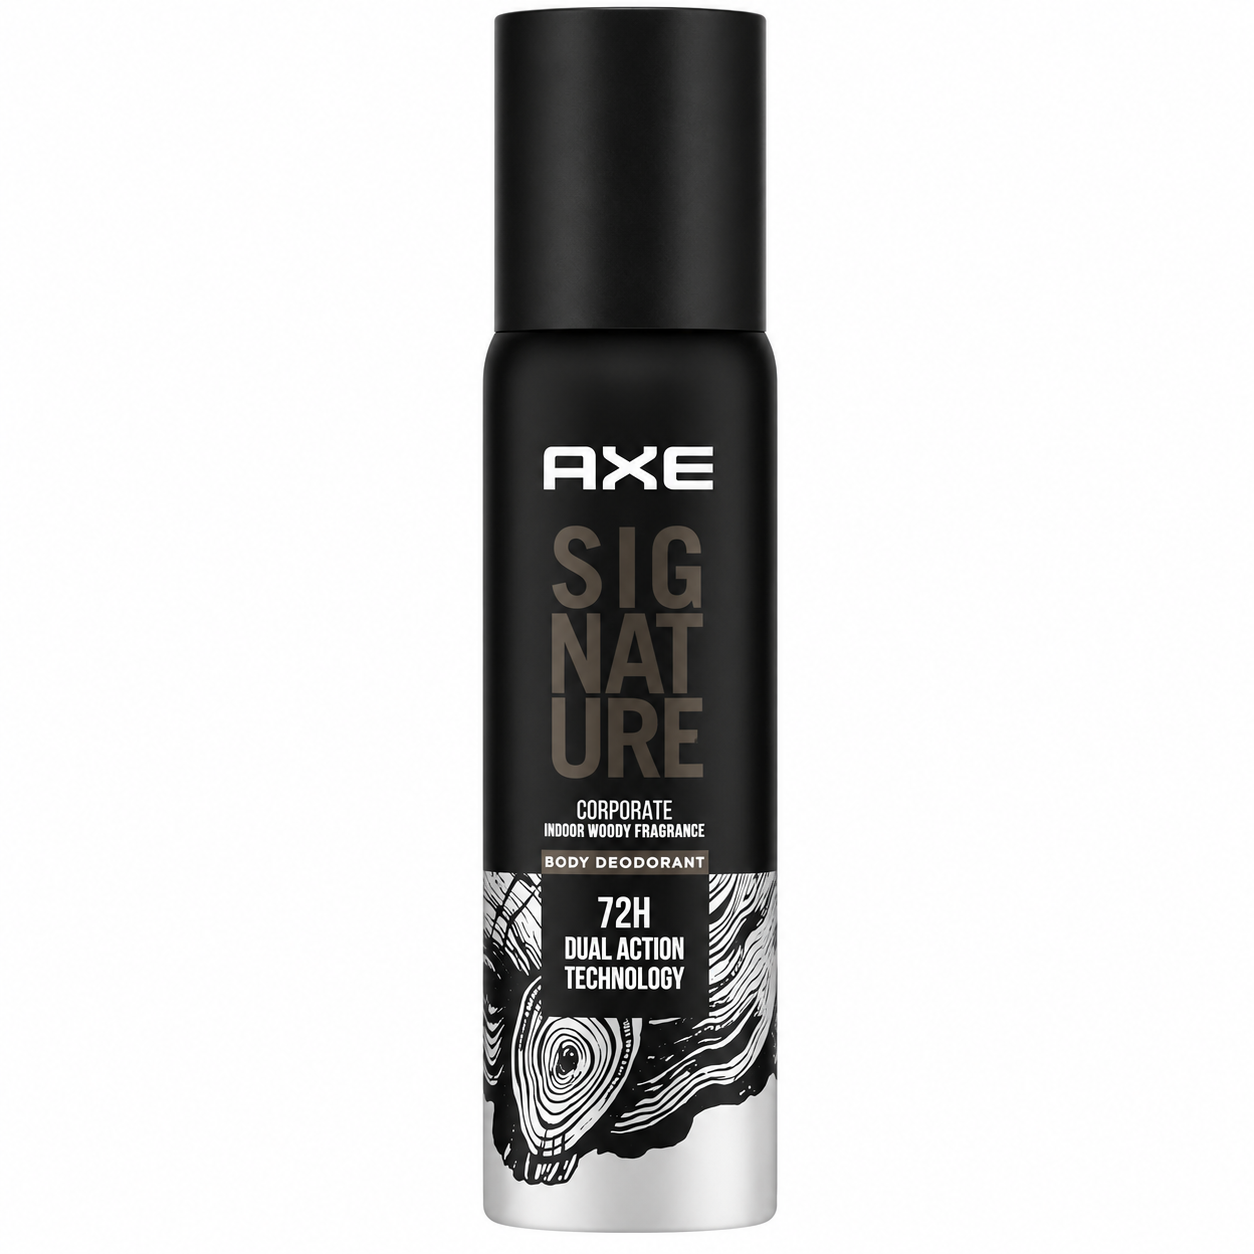 AXE
SIG
NAT
URE
CORPORATE
INDOOR WOODY FRAGRANCE
BODY DEODORANT
72H
DUAL ACTION
TECHNOLOGY